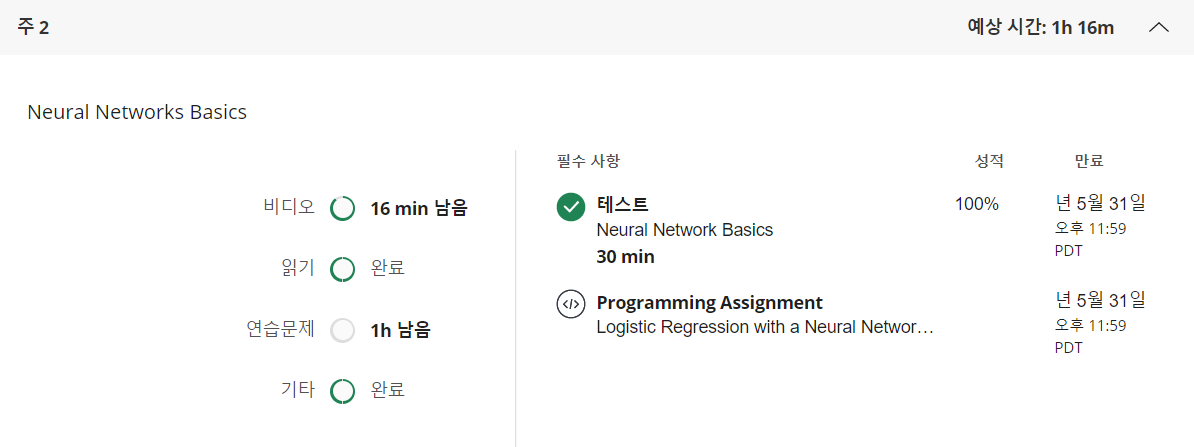 주 2
예상 시간: 1h 16m
Neural Networks Basics
비디오 16 min 남음
읽기 완료
연습문제 1h 남음
기타 완료
필수 사항 성적 만료
테스트 100% 년 5월 31일
Neural Network Basics 오후 11:59
30 min PDT
Programming Assignment 년 5월 31일
Logistic Regression with a Neural Networ… 오후 11:59
PDT